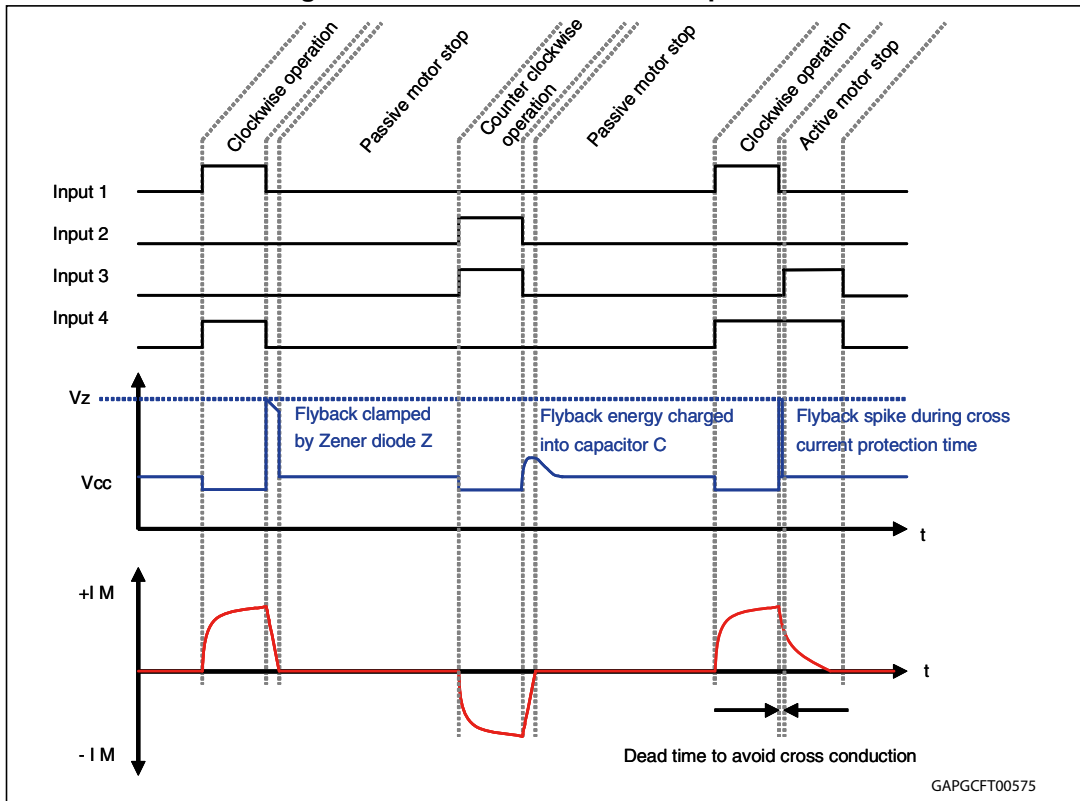 Clockwise operation
Passive motor stop
Counter clockwise
operation
Passive motor stop
Clockwise operation
Active motor stop
Input 1
Input 2
Input 3
Input 4
Vz
Flyback clamped
by Zener diode Z
Flyback energy charged
into capacitor C
Flyback spike during cross
current protection time
Vcc
t
+I M
t
- I M
Dead time to avoid cross conduction
GAPGCFT00575